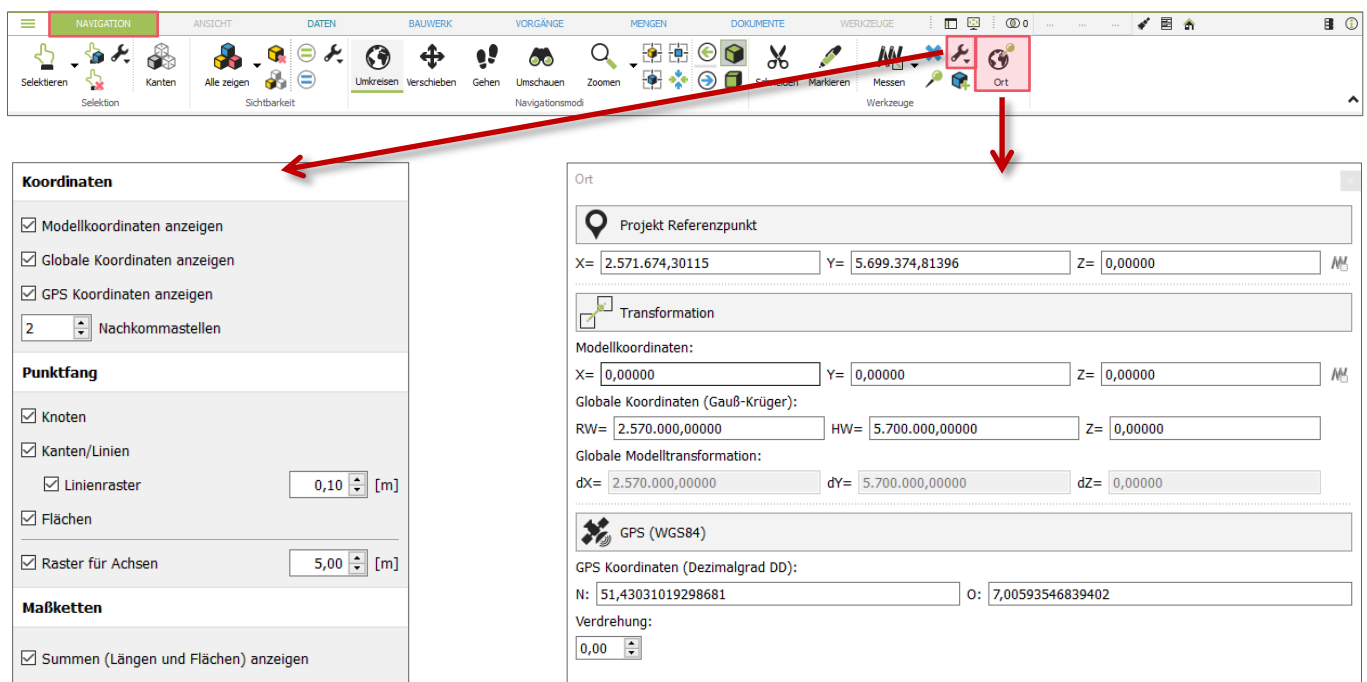 NAVIGATION ANSICHT DATEN BAUWERK VORGÄNGE MENGEN DOKUMENTE WERKZEUGE 0 ... ... ...
Selektieren Kanten Alle zeigen Umkreisen Verschieben Gehen Umschauen Zoomen Schneiden Markieren Messen Ort
Selektion Sichtbarkeit Navigationsmodi Werkzeuge
Koordinaten
Modellkoordinaten anzeigen
Globale Koordinaten anzeigen
GPS Koordinaten anzeigen
2 Nachkommastellen
Punktfang
Knoten
Kanten/Linien
Linienraster 0,10 [m]
Flächen
Raster für Achsen 5,00 [m]
Maßketten
Summen (Längen und Flächen) anzeigen
Ort
Projekt Referenzpunkt
X= 2.571.674,30115 Y= 5.699.374,81396 Z= 0,00000
Transformation
Modellkoordinaten:
X= 0,00000 Y= 0,00000 Z= 0,00000
Globale Koordinaten (Gauß-Krüger):
RW= 2.570.000,00000 HW= 5.700.000,00000 Z= 0,00000
Globale Modelltransformation:
dX= 2.570.000,00000 dY= 5.700.000,00000 dZ= 0,00000
GPS (WGS84)
GPS Koordinaten (Dezimalgrad DD):
N: 51,43031019298681 O: 7,00593546839402
Verdrehung:
0,00